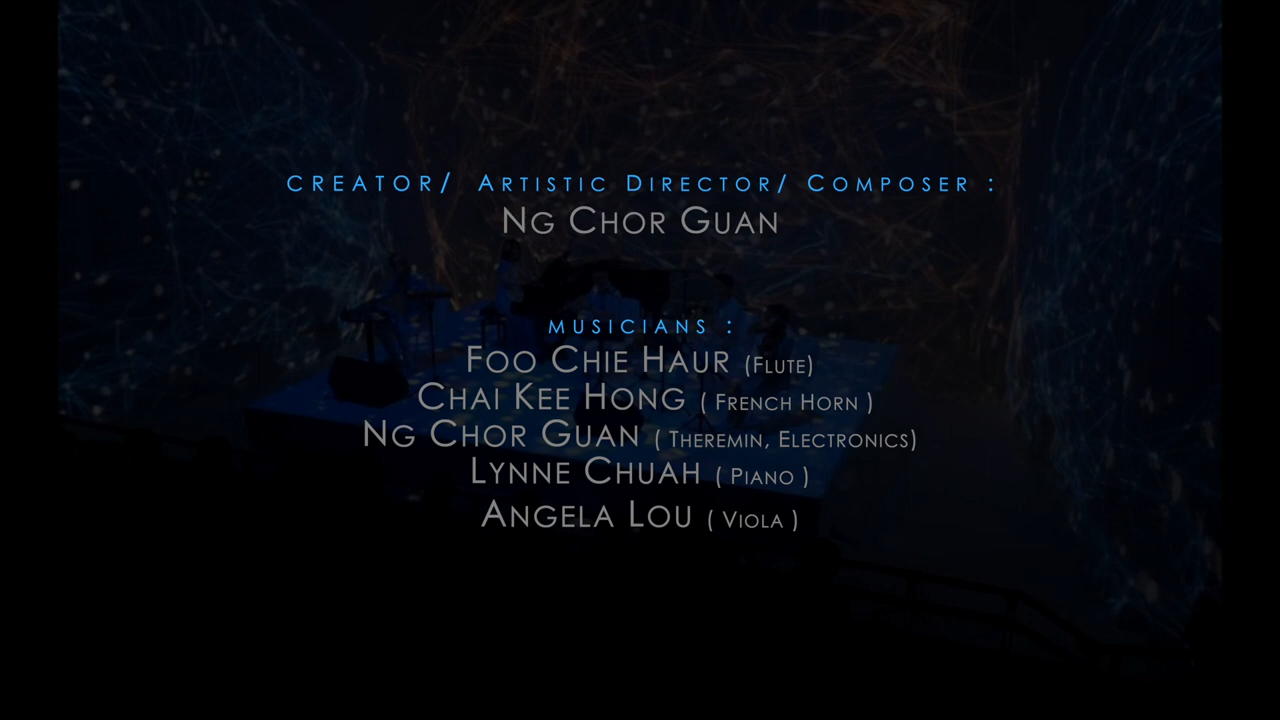 CREATOR/ ARTISTIC DIRECTOR/ COMPOSER :
NG CHOR GUAN
MUSICIANS :
FOO CHIE HAUR (FLUTE)
CHAI KEE HONG ( FRENCH HORN )
NG CHOR GUAN ( THEREMIN, ELECTRONICS)
LYNNE CHUAH ( PIANO )
ANGELA LOU ( VIOLA )